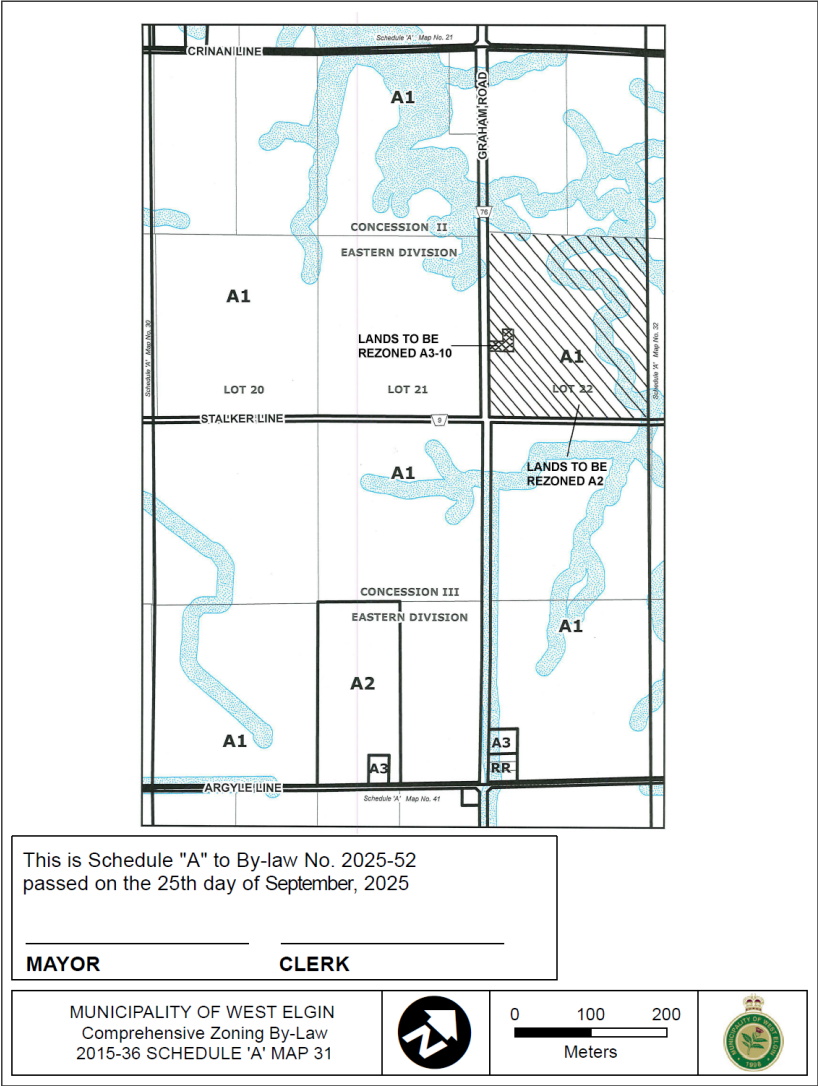 Schedule 'A' Map No. 21
CRINAN LINE
A1
GRAHAM ROAD
76
CONCESSION II
EASTERN DIVISION
A1
Schedule 'A' Map No. 30
LANDS TO BE
REZONED A3-10
A1
Schedule 'A' Map No. 32
LOT 20
LOT 21
LOT 22
STALKER LINE
9
A1
LANDS TO BE
REZONED A2
CONCESSION III
EASTERN DIVISION
A1
A2
A1
A3
A3
RR
ARGYLE LINE
Schedule 'A' Map No. 41
This is Schedule "A" to By-law No. 2025-52
passed on the 25th day of September, 2025
MAYOR
CLERK
MUNICIPALITY OF WEST ELGIN
Comprehensive Zoning By-Law
2015-36 SCHEDULE 'A' MAP 31
N
0 100 200
Meters
MUNICIPALITY OF WEST ELGIN
1998